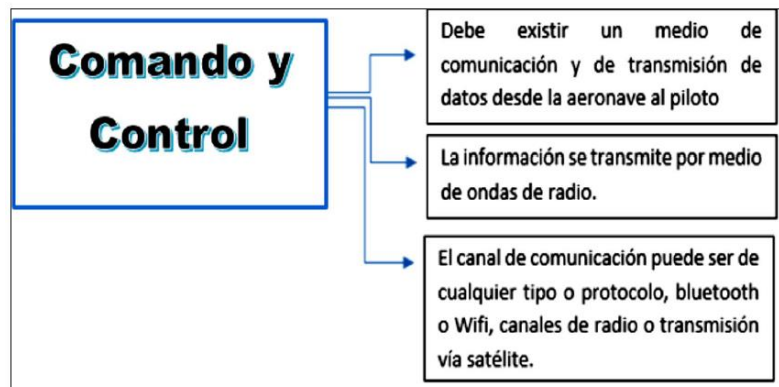 Comando y
Control
Debe existir un medio de
comunicación y de transmisión de
datos desde la aeronave al piloto
La información se transmite por medio
de ondas de radio.
El canal de comunicación puede ser de
cualquier tipo o protocolo, bluetooth
o Wifi, canales de radio o transmisión
vía satélite.